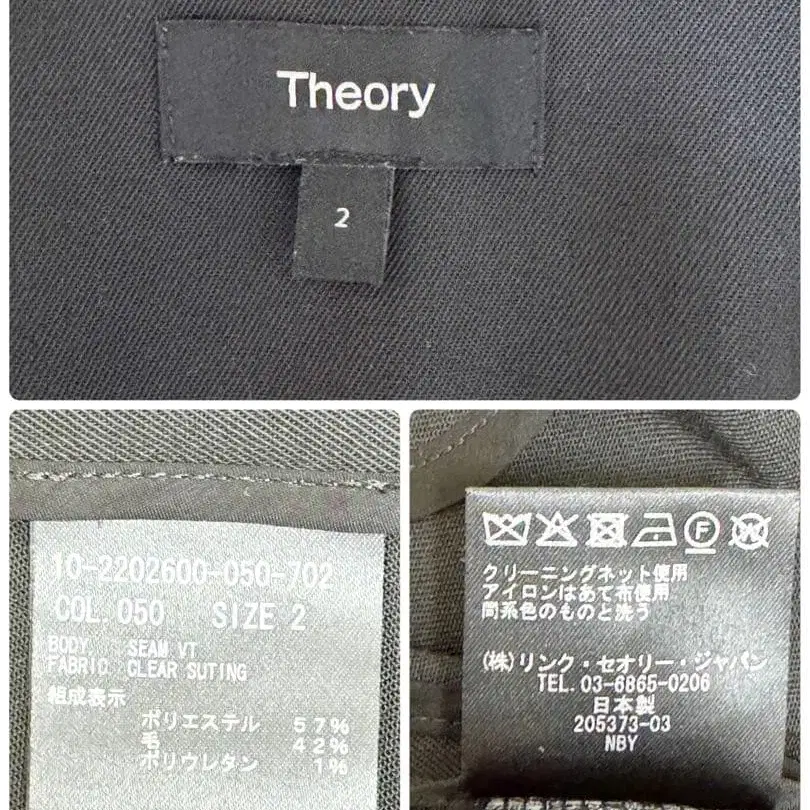 Theory
2
10-2202600-050-702
COL. 050 SIZE 2
BODY. SEAM VT
FABRIC. CLEAR SUTING
組成表示
ポリエステル 57%
毛 42%
ポリウレタン 1%
F W
クリーニングネット使用
アイロンはあて布使用
同系色のものと洗う
(株)リンク・セオリー・ジャパン
TEL. 03-6865-0206
日本製
205373-03
NBY